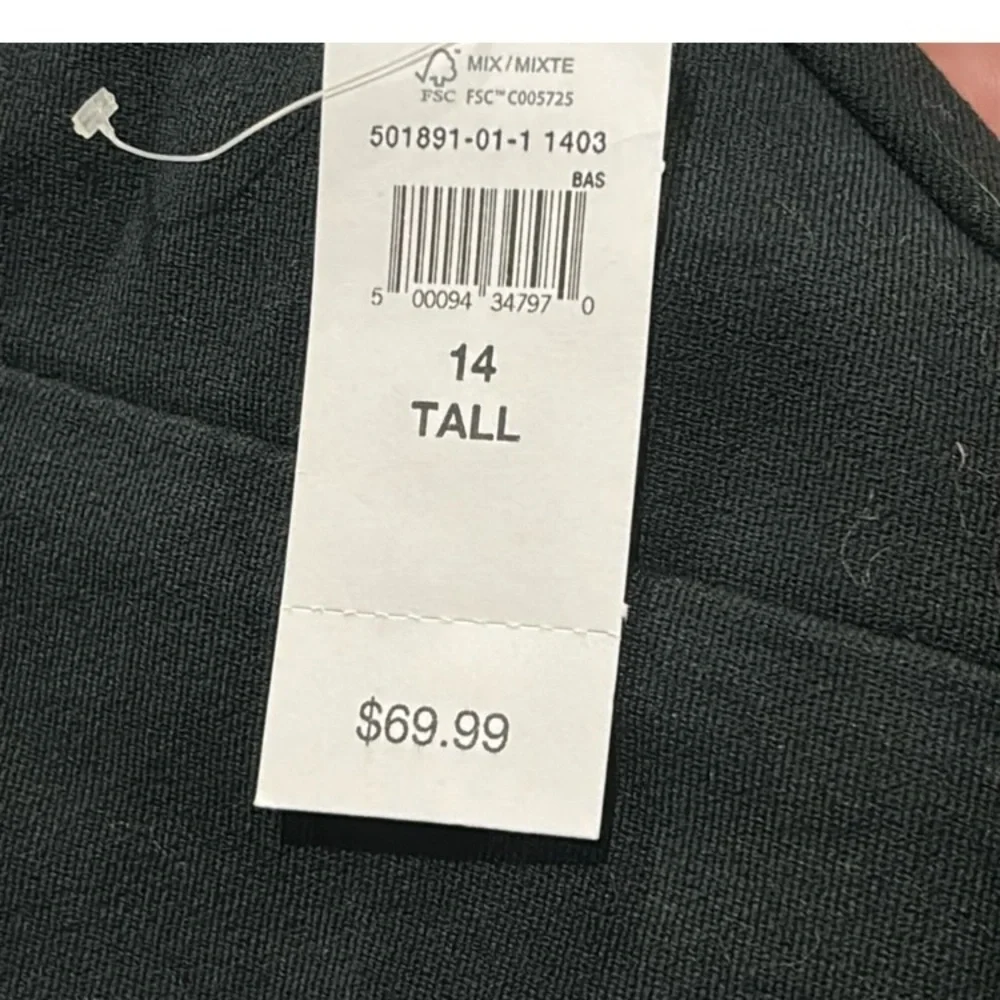 MIX/MIXTE
FSC FSC™ C005725
501891-01-1 1403
BAS
5 00094 34797 0
14
TALL
$69.99